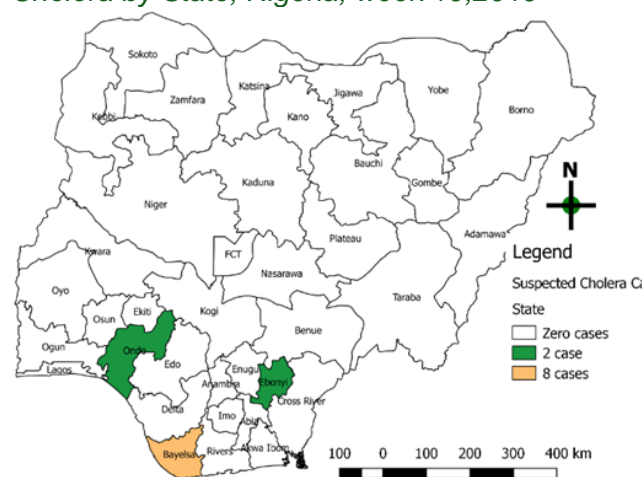 Cholera by State, Nigeria, week
Sokoto
Katsina
Jigawa
Yobe
Zamfara
Kebbi
Kano
Borno
Bauchi
Gombe
Kaduna
N
Niger
Adamawa
Plateau
Kwara
FCT
Nasarawa
Taraba
Oyo
Kogi
Osun
Ekiti
Benue
Ogun
Ondo
Edo
Lagos
Enugu
Anambra
Ebonyi
Cross River
Delta
Imo
Abia
Bayelsa
Rivers
Akwa Ibom
Legend
Suspected Cholera Ca
State
Zero cases
2 case
8 cases
100 0 100 200 300 400 km